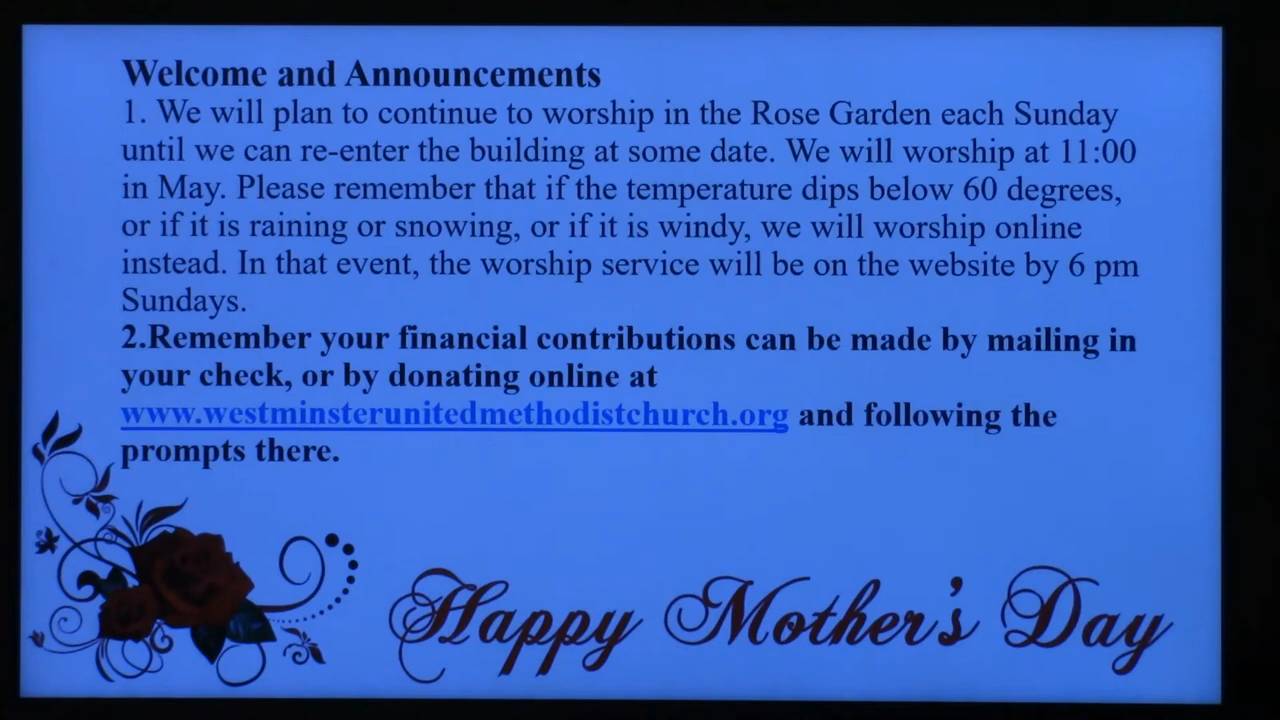 Welcome and Announcements
1. We will plan to continue to worship in the Rose Garden each Sunday
until we can re-enter the building at some date. We will worship at 11:00
in May. Please remember that if the temperature dips below 60 degrees,
or if it is raining or snowing, or if it is windy, we will worship online
instead. In that event, the worship service will be on the website by 6 pm
Sundays.
2.Remember your financial contributions can be made by mailing in
your check, or by donating online at
www.westminsterunitedmethodistchurch.org and following the
prompts there.
Happy Mother's Day